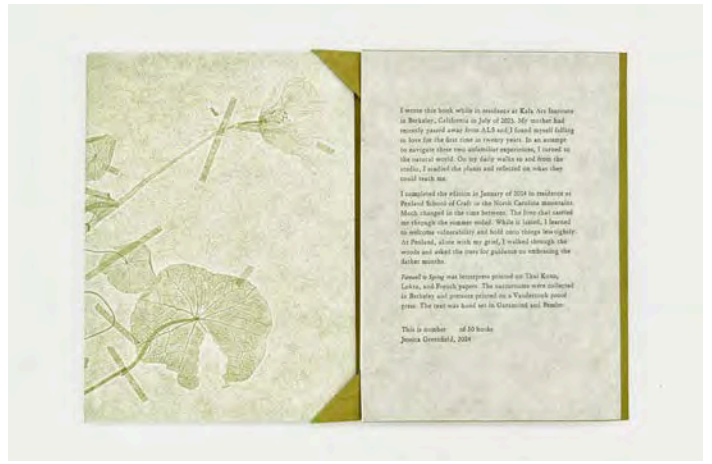 I wrote this book while in residence at Kala Art Institute
in Berkeley, California in July of 2023. My mother had
recently passed away from ALS and I found myself falling
in love for the first time in twenty years. In an attempt
to navigate these two unfamiliar experiences, I turned to
the natural world. On my daily walks to and from the
studio, I studied the plants and reflected on what they
could teach me.
I completed the edition in January of 2024 in residence at
Penland School of Craft in the North Carolina mountains.
Much changed in the time between. The love that carried
me through the summer ended. While it lasted, I learned
to welcome vulnerability and hold onto things less tightly.
At Penland, alone with my grief, I walked through the
woods and asked the trees for guidance on embracing the
darker months.
Farewell to Spring was letterpress printed on Thai Kozo,
Lokta, and French papers. The nasturtiums were collected
in Berkeley and pressure printed on a Vandercook proof
press. The text was hand set in Garamond and
This is number of 50 books
Jessica Greenfield, 2024